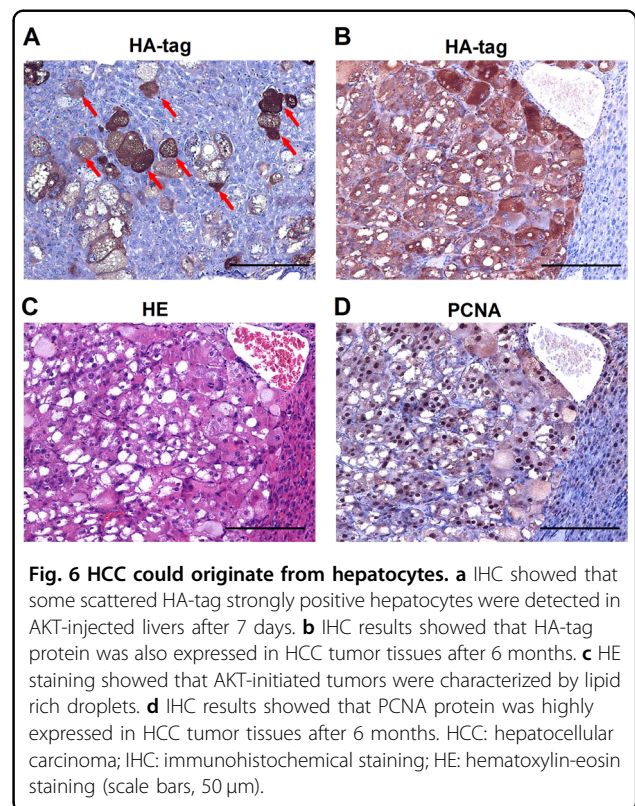 A
HA-tag
B
HA-tag
C
HE
D
PCNA
Fig. 6 HCC could originate from hepatocytes. a IHC showed that
some scattered HA-tag strongly positive hepatocytes were detected in
AKT-injected livers after 7 days. b IHC results showed that HA-tag
protein was also expressed in HCC tumor tissues after 6 months. c HE
staining showed that AKT-initiated tumors were characterized by lipid
rich droplets. d IHC results showed that PCNA protein was highly
expressed in HCC tumor tissues after 6 months. HCC: hepatocellular
carcinoma; IHC: immunohistochemical staining; HE: hematoxylin-eosin
staining (scale bars, 50 μm).